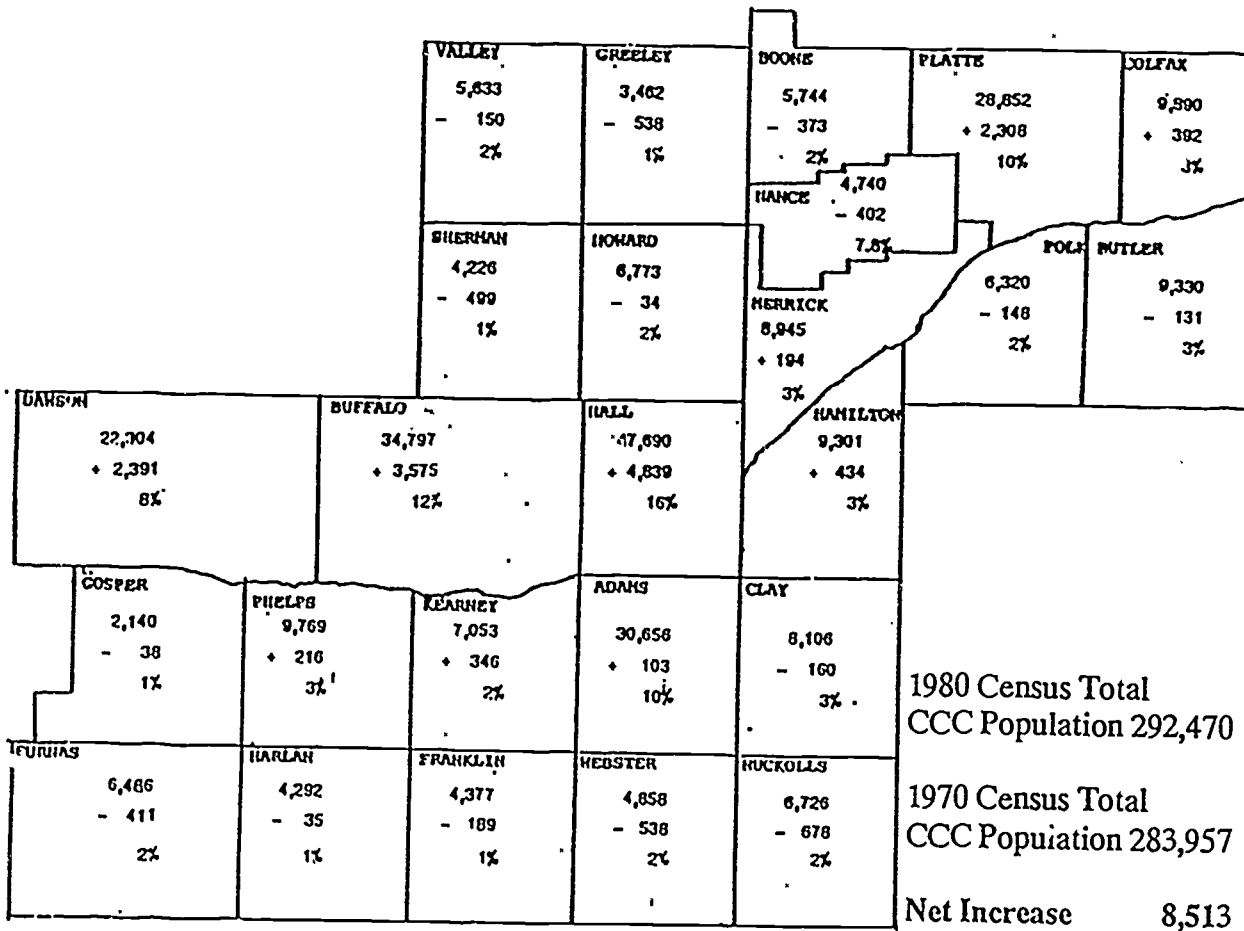 VALLEY
5,633
- 150
2%
GREELEY
3,462
- 538
1%
BOONE
5,744
- 373
2%
PLATTE
28,852
+ 2,308
10%
COLFAX
9,890
+ 392
3%
NANCE
4,740
- 402
7.8%
SHERMAN
4,226
- 499
1%
HOWARD
6,773
- 34
2%
MERRICK
8,945
+ 194
3%
POLK
6,320
- 148
2%
BUTLER
9,330
- 131
3%
DAWSON
22,304
+ 2,391
8%
BUFFALO
34,797
+ 3,575
12%
HALL
47,690
+ 4,839
16%
HAMILTON
9,301
+ 434
3%
GOSPER
2,140
- 38
1%
PHELPS
9,769
+ 216
3%
KEARNEY
7,053
+ 346
2%
ADAMS
30,656
+ 103
10%
CLAY
8,106
- 160
3%
FURNAS
6,486
- 411
2%
HARLAN
4,292
- 35
1%
FRANKLIN
4,377
- 189
1%
WEBSTER
4,858
- 538
2%
NUCKOLLS
6,726
- 678
2%
1980 Census Total
CCC Population 292,470
1970 Census Total
CCC Population 283,957
Net Increase 8,513